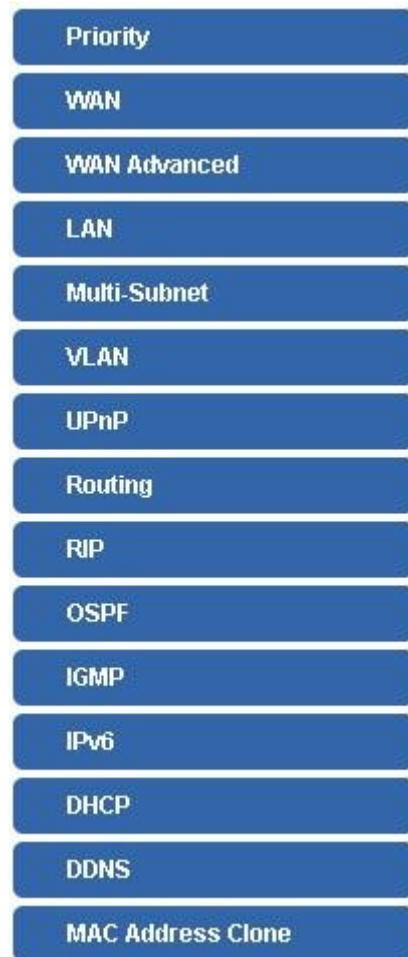 Priority
WAN
WAN Advanced
LAN
Multi-Subnet
VLAN
UPnP
Routing
RIP
OSPF
IGMP
IPv6
DHCP
DDNS
MAC Address Clone